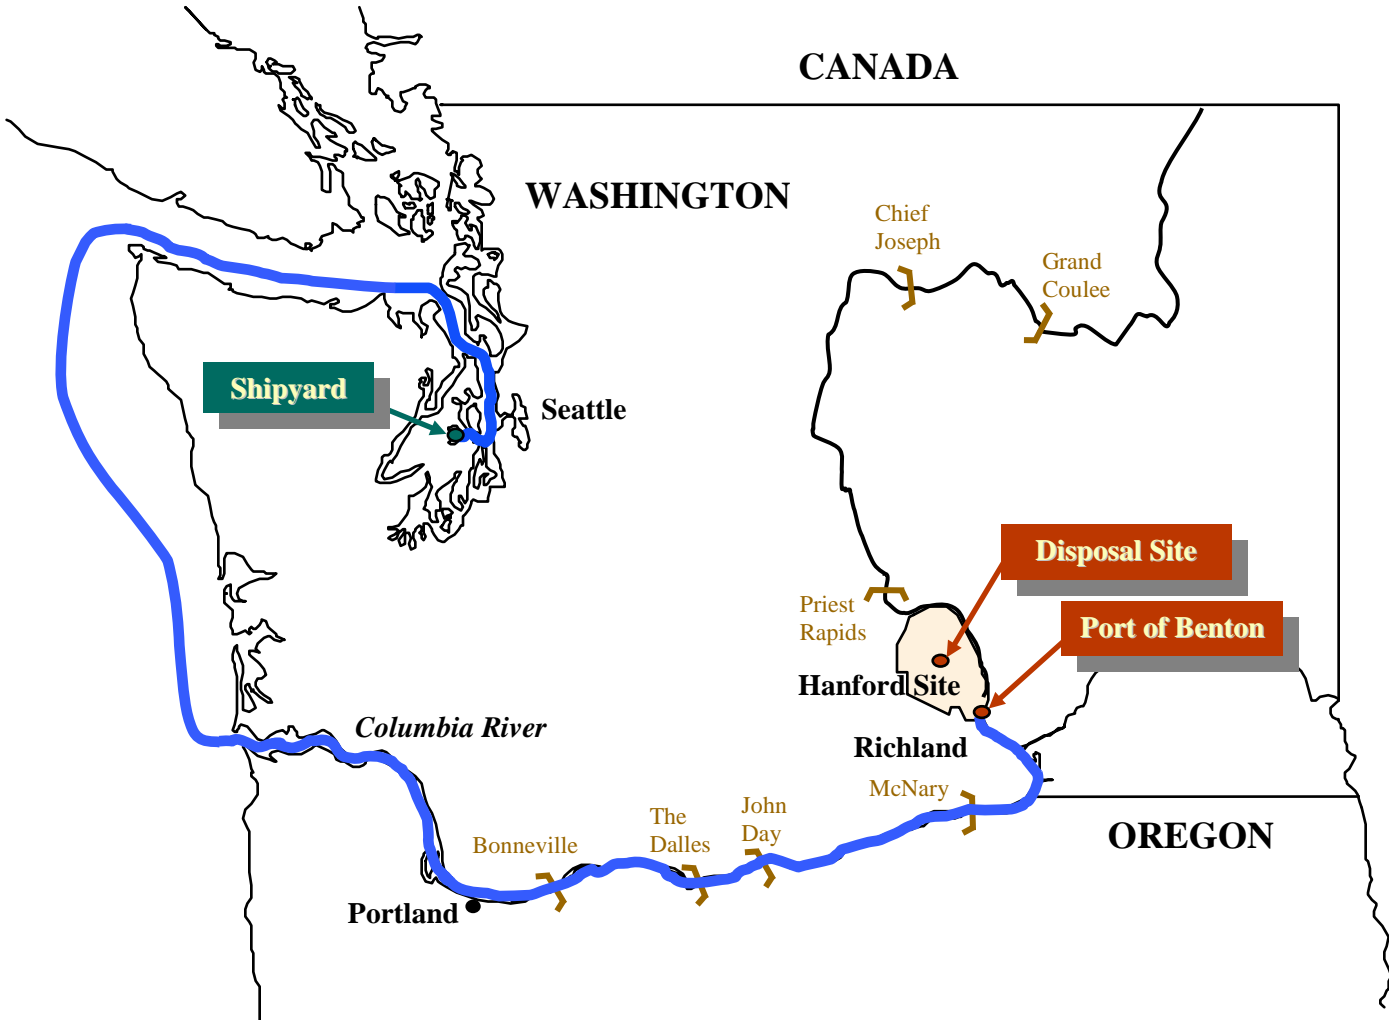 CANADA
WASHINGTON
Chief
Joseph
Grand
Coulee
Shipyard
Seattle
Disposal Site
Priest
Rapids
Port of Benton
Hanford Site
Columbia River
Richland
McNary
John
Day
The
Dalles
Bonneville
OREGON
Portland